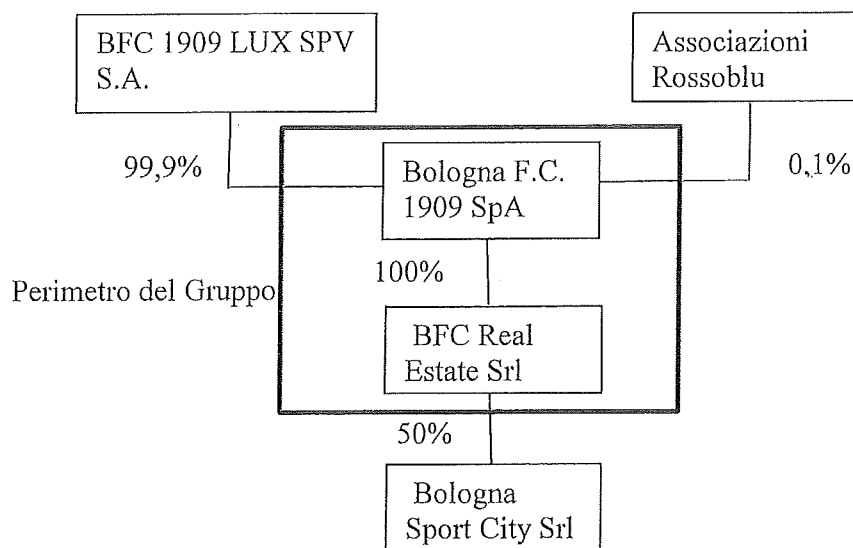 BFC 1909 LUX SPV
S.A.
Associazioni
Rossoblu
99,9%
0,1%
Bologna F.C.
1909 SpA
100%
Perimetro del Gruppo
BFC Real
Estate Srl
50%
Bologna
Sport City Srl